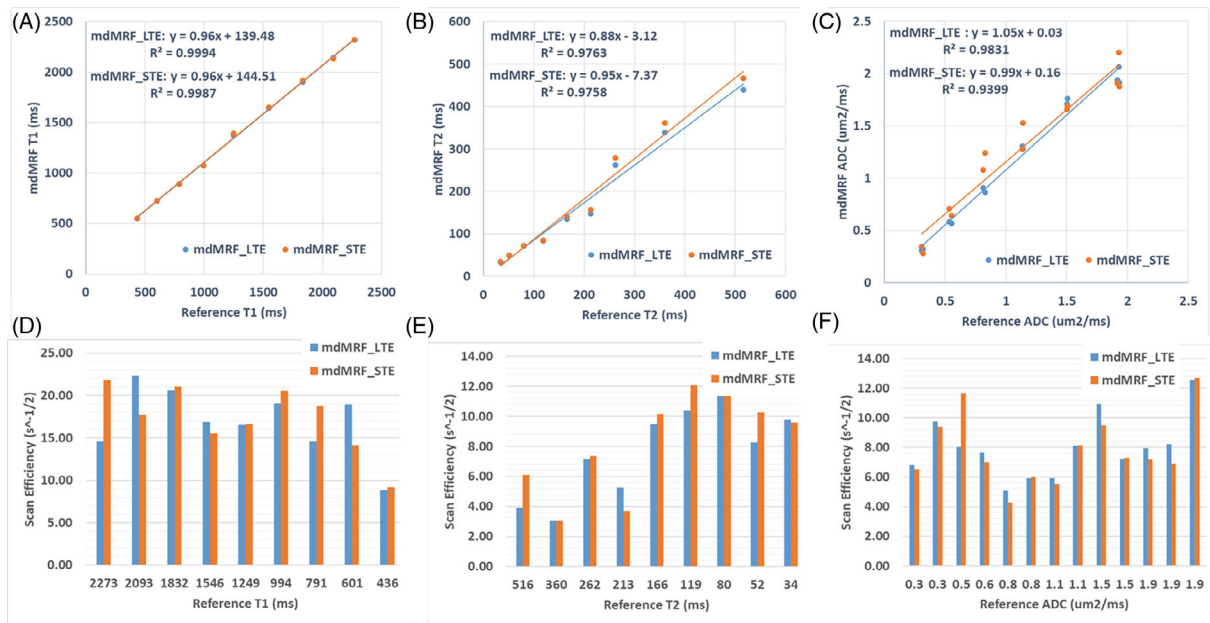 (A)
2500
2000
1500
1000
500
0
mdMRF T1 (ms)
mdMRF_LTE: y = 0.96x + 139.48
R² = 0.9994
mdMRF_STE: y = 0.96x + 144.51
R² = 0.9987
mdMRF_LTE mdMRF_STE
0 500 1000 1500 2000 2500
Reference T1 (ms)
(B)
600
500
400
300
200
100
0
mdMRF T2 (ms)
mdMRF_LTE: y = 0.88x - 3.12
R² = 0.9763
mdMRF_STE: y = 0.95x - 7.37
R² = 0.9758
mdMRF_LTE mdMRF_STE
0 100 200 300 400 500 600
Reference T2 (ms)
(C)
2.5
2
1.5
1
0.5
0
mdMRF ADC (um2/ms)
mdMRF_LTE : y = 1.05x + 0.03
R² = 0.9831
mdMRF_STE: y = 0.99x + 0.16
R² = 0.9399
mdMRF_LTE mdMRF_STE
0 0.5 1 1.5 2 2.5
Reference ADC (um2/ms)
(D)
25.00
20.00
15.00
10.00
5.00
0.00
Scan Efficiency (s^-1/2)
mdMRF_LTE
mdMRF_STE
2273 2093 1832 1546 1249 994 791 601 436
Reference T1 (ms)
(E)
14.00
12.00
10.00
8.00
6.00
4.00
2.00
0.00
Scan Efficiency (s^-1/2)
mdMRF_LTE
mdMRF_STE
516 360 262 213 166 119 80 52 34
Reference T2 (ms)
(F)
14.00
12.00
10.00
8.00
6.00
4.00
2.00
0.00
Scan Efficiency (s^-1/2)
mdMRF_LTE
mdMRF_STE
0.3 0.3 0.5 0.6 0.8 0.8 1.1 1.1 1.5 1.5 1.9 1.9 1.9
Reference ADC (um2/ms)